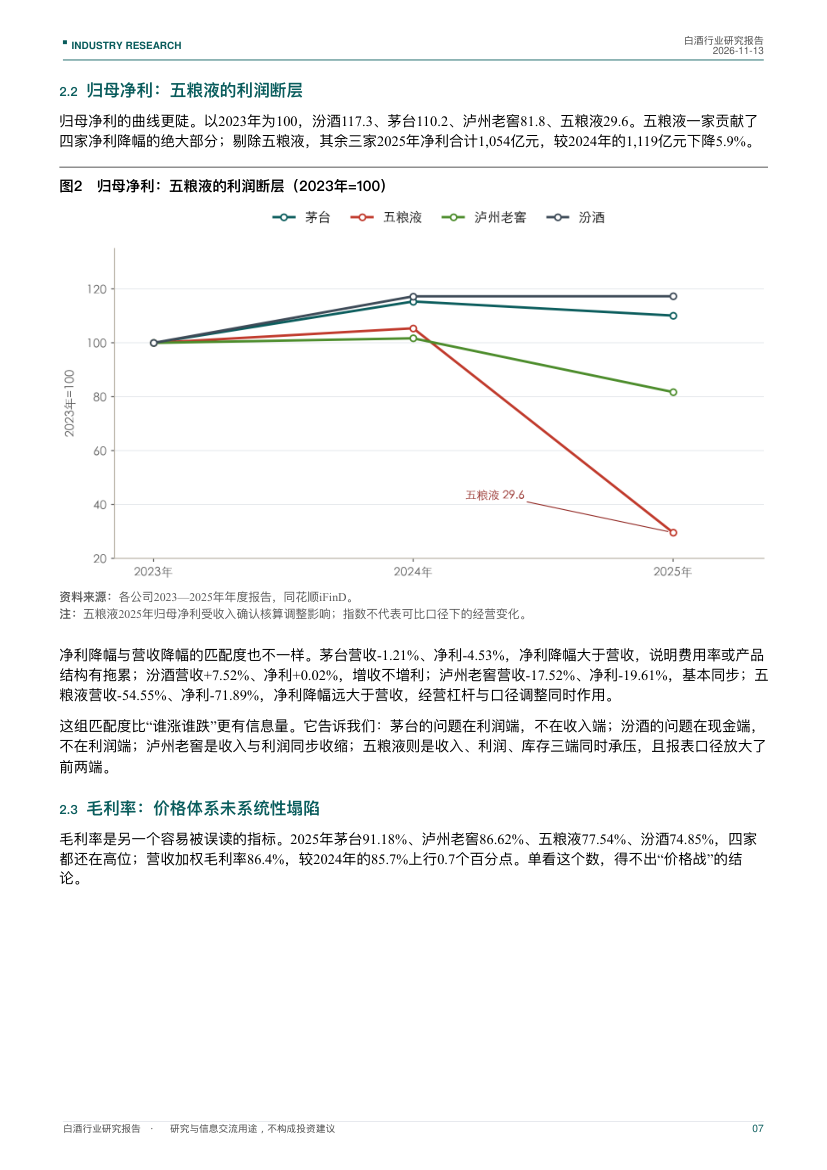 INDUSTRY RESEARCH
白酒行业研究报告
2026-11-13
2.2 归母净利：五粮液的利润断层
归母净利的曲线更陡。以2023年为100，汾酒117.3、茅台110.2、泸州老窖81.8、五粮液29.6。五粮液一家贡献了
四家净利降幅的绝大部分；剔除五粮液，其余三家2025年净利合计1,054亿元，较2024年的1,119亿元下降5.9%。
图2 归母净利：五粮液的利润断层（2023年=100）
茅台 五粮液 泸州老窖 汾酒
120
100
80
60
40
20
2023年=100
五粮液 29.6
2023年 2024年 2025年
资料来源：各公司2023—2025年年度报告，同花顺iFinD。
注：五粮液2025年归母净利受收入确认核算调整影响；指数不代表可比口径下的经营变化。
净利降幅与营收降幅的匹配度也不一样。茅台营收-1.21%、净利-4.53%，净利降幅大于营收，说明费用率或产品
结构有拖累；汾酒营收+7.52%、净利+0.02%，增收不增利；泸州老窖营收-17.52%、净利-19.61%，基本同步；五
粮液营收-54.55%、净利-71.89%，净利降幅远大于营收，经营杠杆与口径调整同时作用。
这组匹配度比“谁涨谁跌”更有信息量。它告诉我们：茅台的问题在利润端，不在收入端；汾酒的问题在现金端，
不在利润端；泸州老窖是收入与利润同步收缩；五粮液则是收入、利润、库存三端同时承压，且报表口径放大了
前两端。
2.3 毛利率：价格体系未系统性塌陷
毛利率是另一个容易被误读的指标。2025年茅台91.18%、泸州老窖86.62%、五粮液77.54%、汾酒74.85%，四家
都还在高位；营收加权毛利率86.4%，较2024年的85.7%上行0.7个百分点。单看这个数，得不出“价格战”的结
论。
白酒行业研究报告 · 研究与信息交流用途，不构成投资建议
07